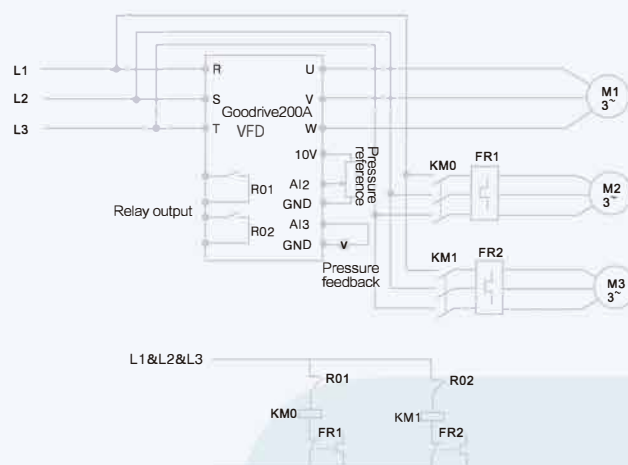 L1
L2
L3
R
S
T
Goodrive200A
VFD
U
V
W
10V
AI2
GND
AI3
GND
Pressure
reference
Pressure
feedback
v
R01
R02
Relay output
KM0
FR1
KM1
FR2
M1
3~
M2
3~
M3
3~
L1&L2&L3
R01
R02
KM0
KM1
FR1
FR2